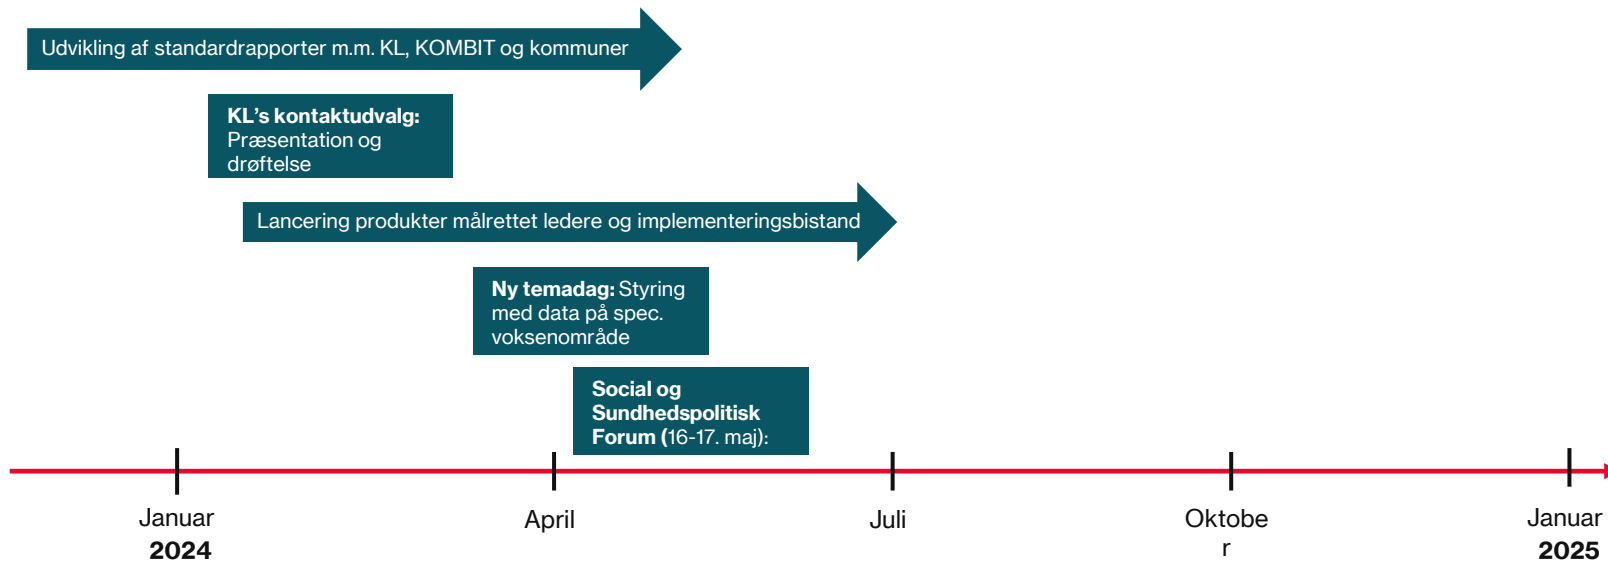 Udvikling af standardrapporter m.m. KL, KOMBIT og kommuner
KL’s kontaktudvalg:
Præsentation og
drøftelse
Lancering produkter målrettet ledere og implementeringsbistand
Ny temadag: Styring
med data på spec.
voksenområde
Social og
Sundhedspolitisk
Forum (16-17. maj):
Januar
2024
April
Juli
Oktobe
r
Januar
2025